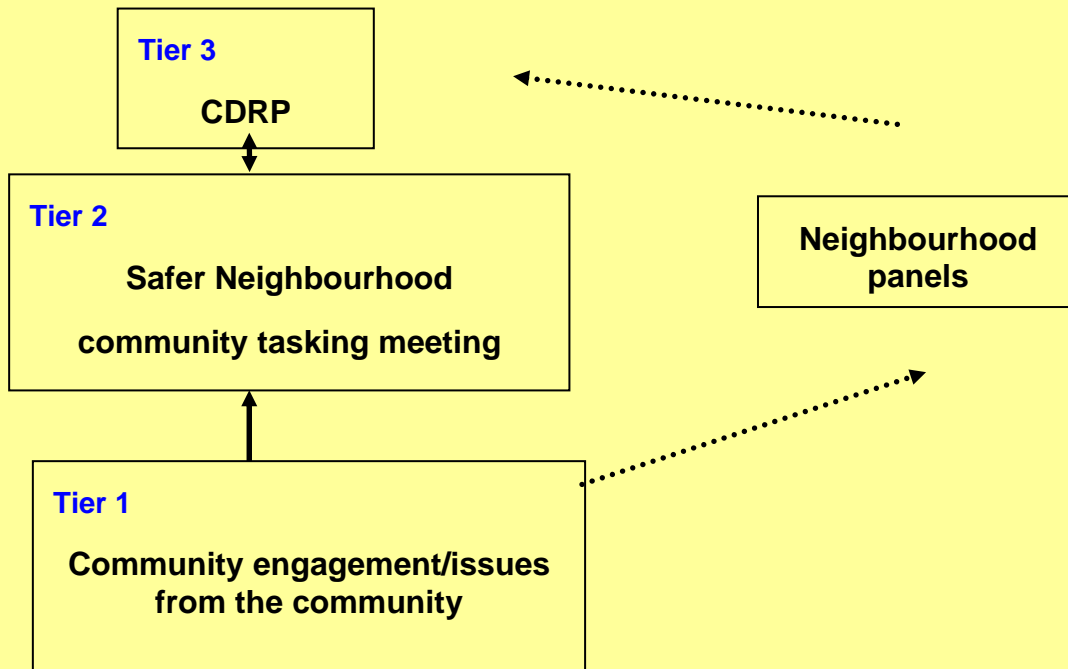 Tier 3
CDRP
Tier 2
Safer Neighbourhood
community tasking meeting
Neighbourhood
panels
Tier 1
Community engagement/issues
from the community